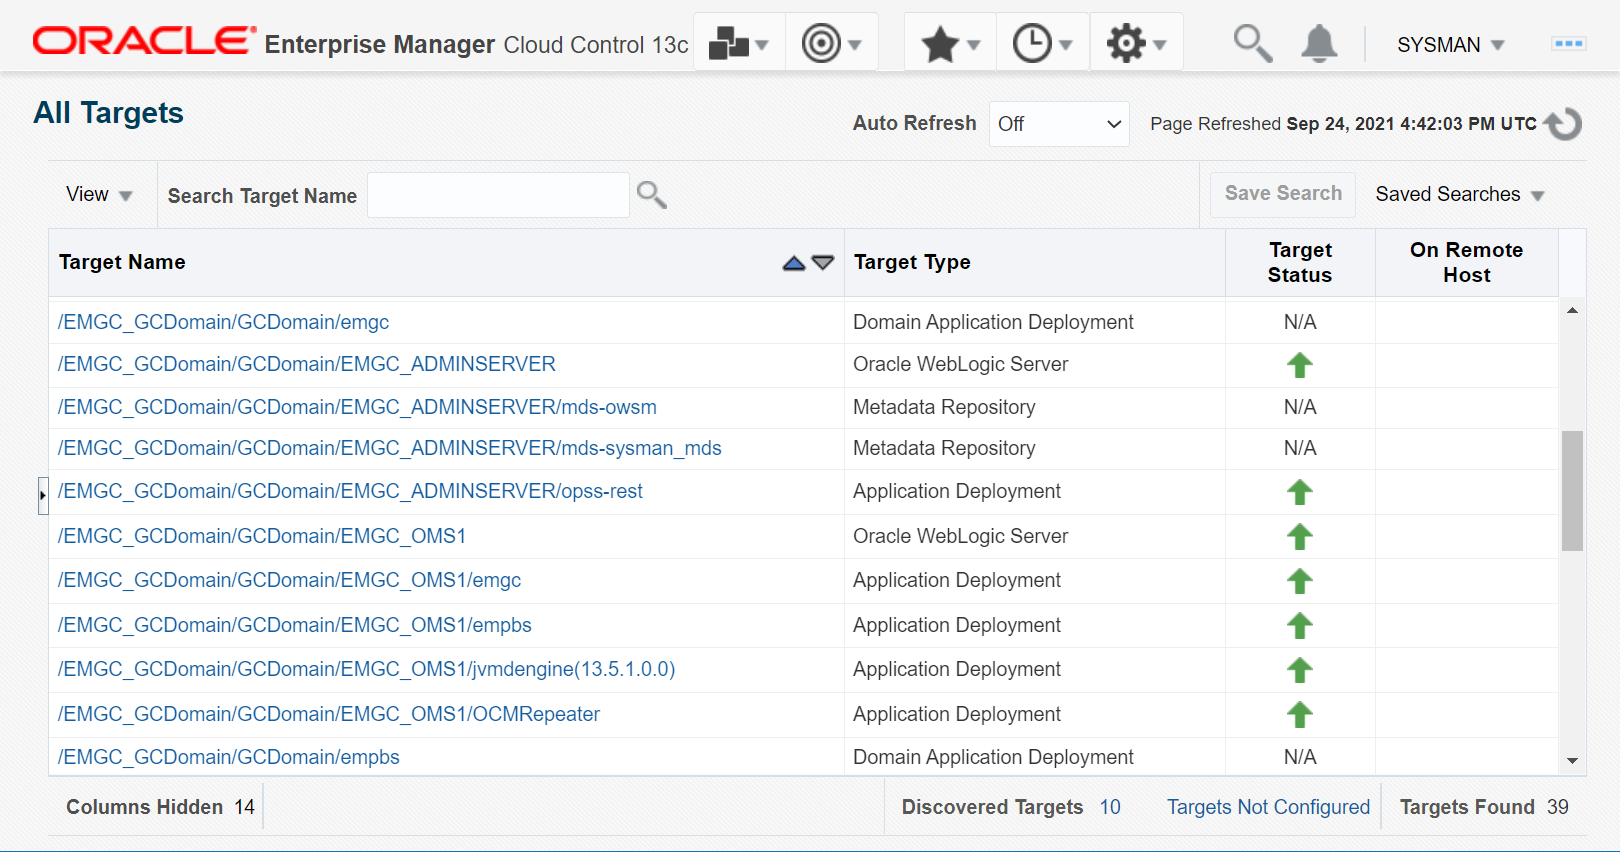 ORACLE Enterprise Manager Cloud Control 13c SYSMAN
All Targets
Auto Refresh Off Page Refreshed Sep 24, 2021 4:42:03 PM UTC
View Search Target Name Save Search Saved Searches
Target Name Target Type Target Status On Remote Host
/EMGC_GCDomain/GCDomain/emgc Domain Application Deployment N/A
/EMGC_GCDomain/GCDomain/EMGC_ADMINSERVER Oracle WebLogic Server
/EMGC_GCDomain/GCDomain/EMGC_ADMINSERVER/mds-owsm Metadata Repository N/A
/EMGC_GCDomain/GCDomain/EMGC_ADMINSERVER/mds-sysman_mds Metadata Repository N/A
/EMGC_GCDomain/GCDomain/EMGC_ADMINSERVER/opss-rest Application Deployment
/EMGC_GCDomain/GCDomain/EMGC_OMS1 Oracle WebLogic Server
/EMGC_GCDomain/GCDomain/EMGC_OMS1/emgc Application Deployment
/EMGC_GCDomain/GCDomain/EMGC_OMS1/empbs Application Deployment
/EMGC_GCDomain/GCDomain/EMGC_OMS1/jvmdengine(13.5.1.0.0) Application Deployment
/EMGC_GCDomain/GCDomain/EMGC_OMS1/OCMRepeater Application Deployment
/EMGC_GCDomain/GCDomain/empbs Domain Application Deployment N/A
Columns Hidden 14 Discovered Targets 10 Targets Not Configured Targets Found 39